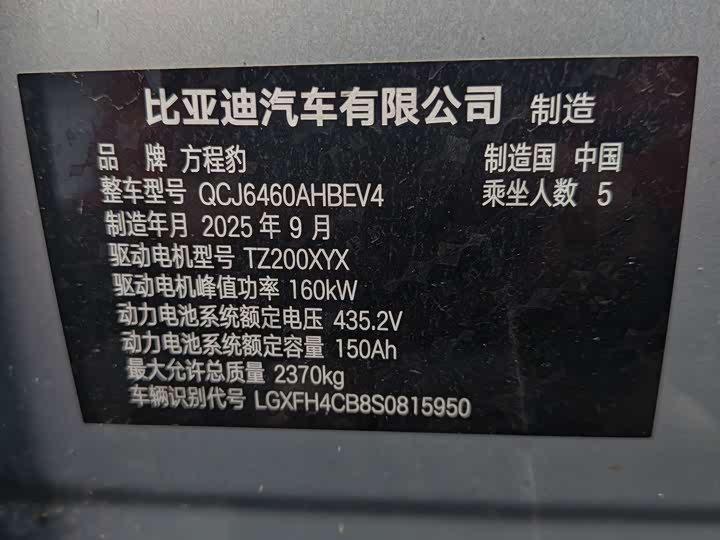 比亚迪汽车有限公司 制造
品 牌 方程豹 制造国 中国
整车型号 QCJ6460AHBEV4 乘坐人数 5
制造年月 2025 年 9 月
驱动电机型号 TZ200XYX
驱动电机峰值功率 160kW
动力电池系统额定电压 435.2V
动力电池系统额定容量 150Ah
最大允许总质量 2370kg
车辆识别代号 LGXFH4CB8S0815950